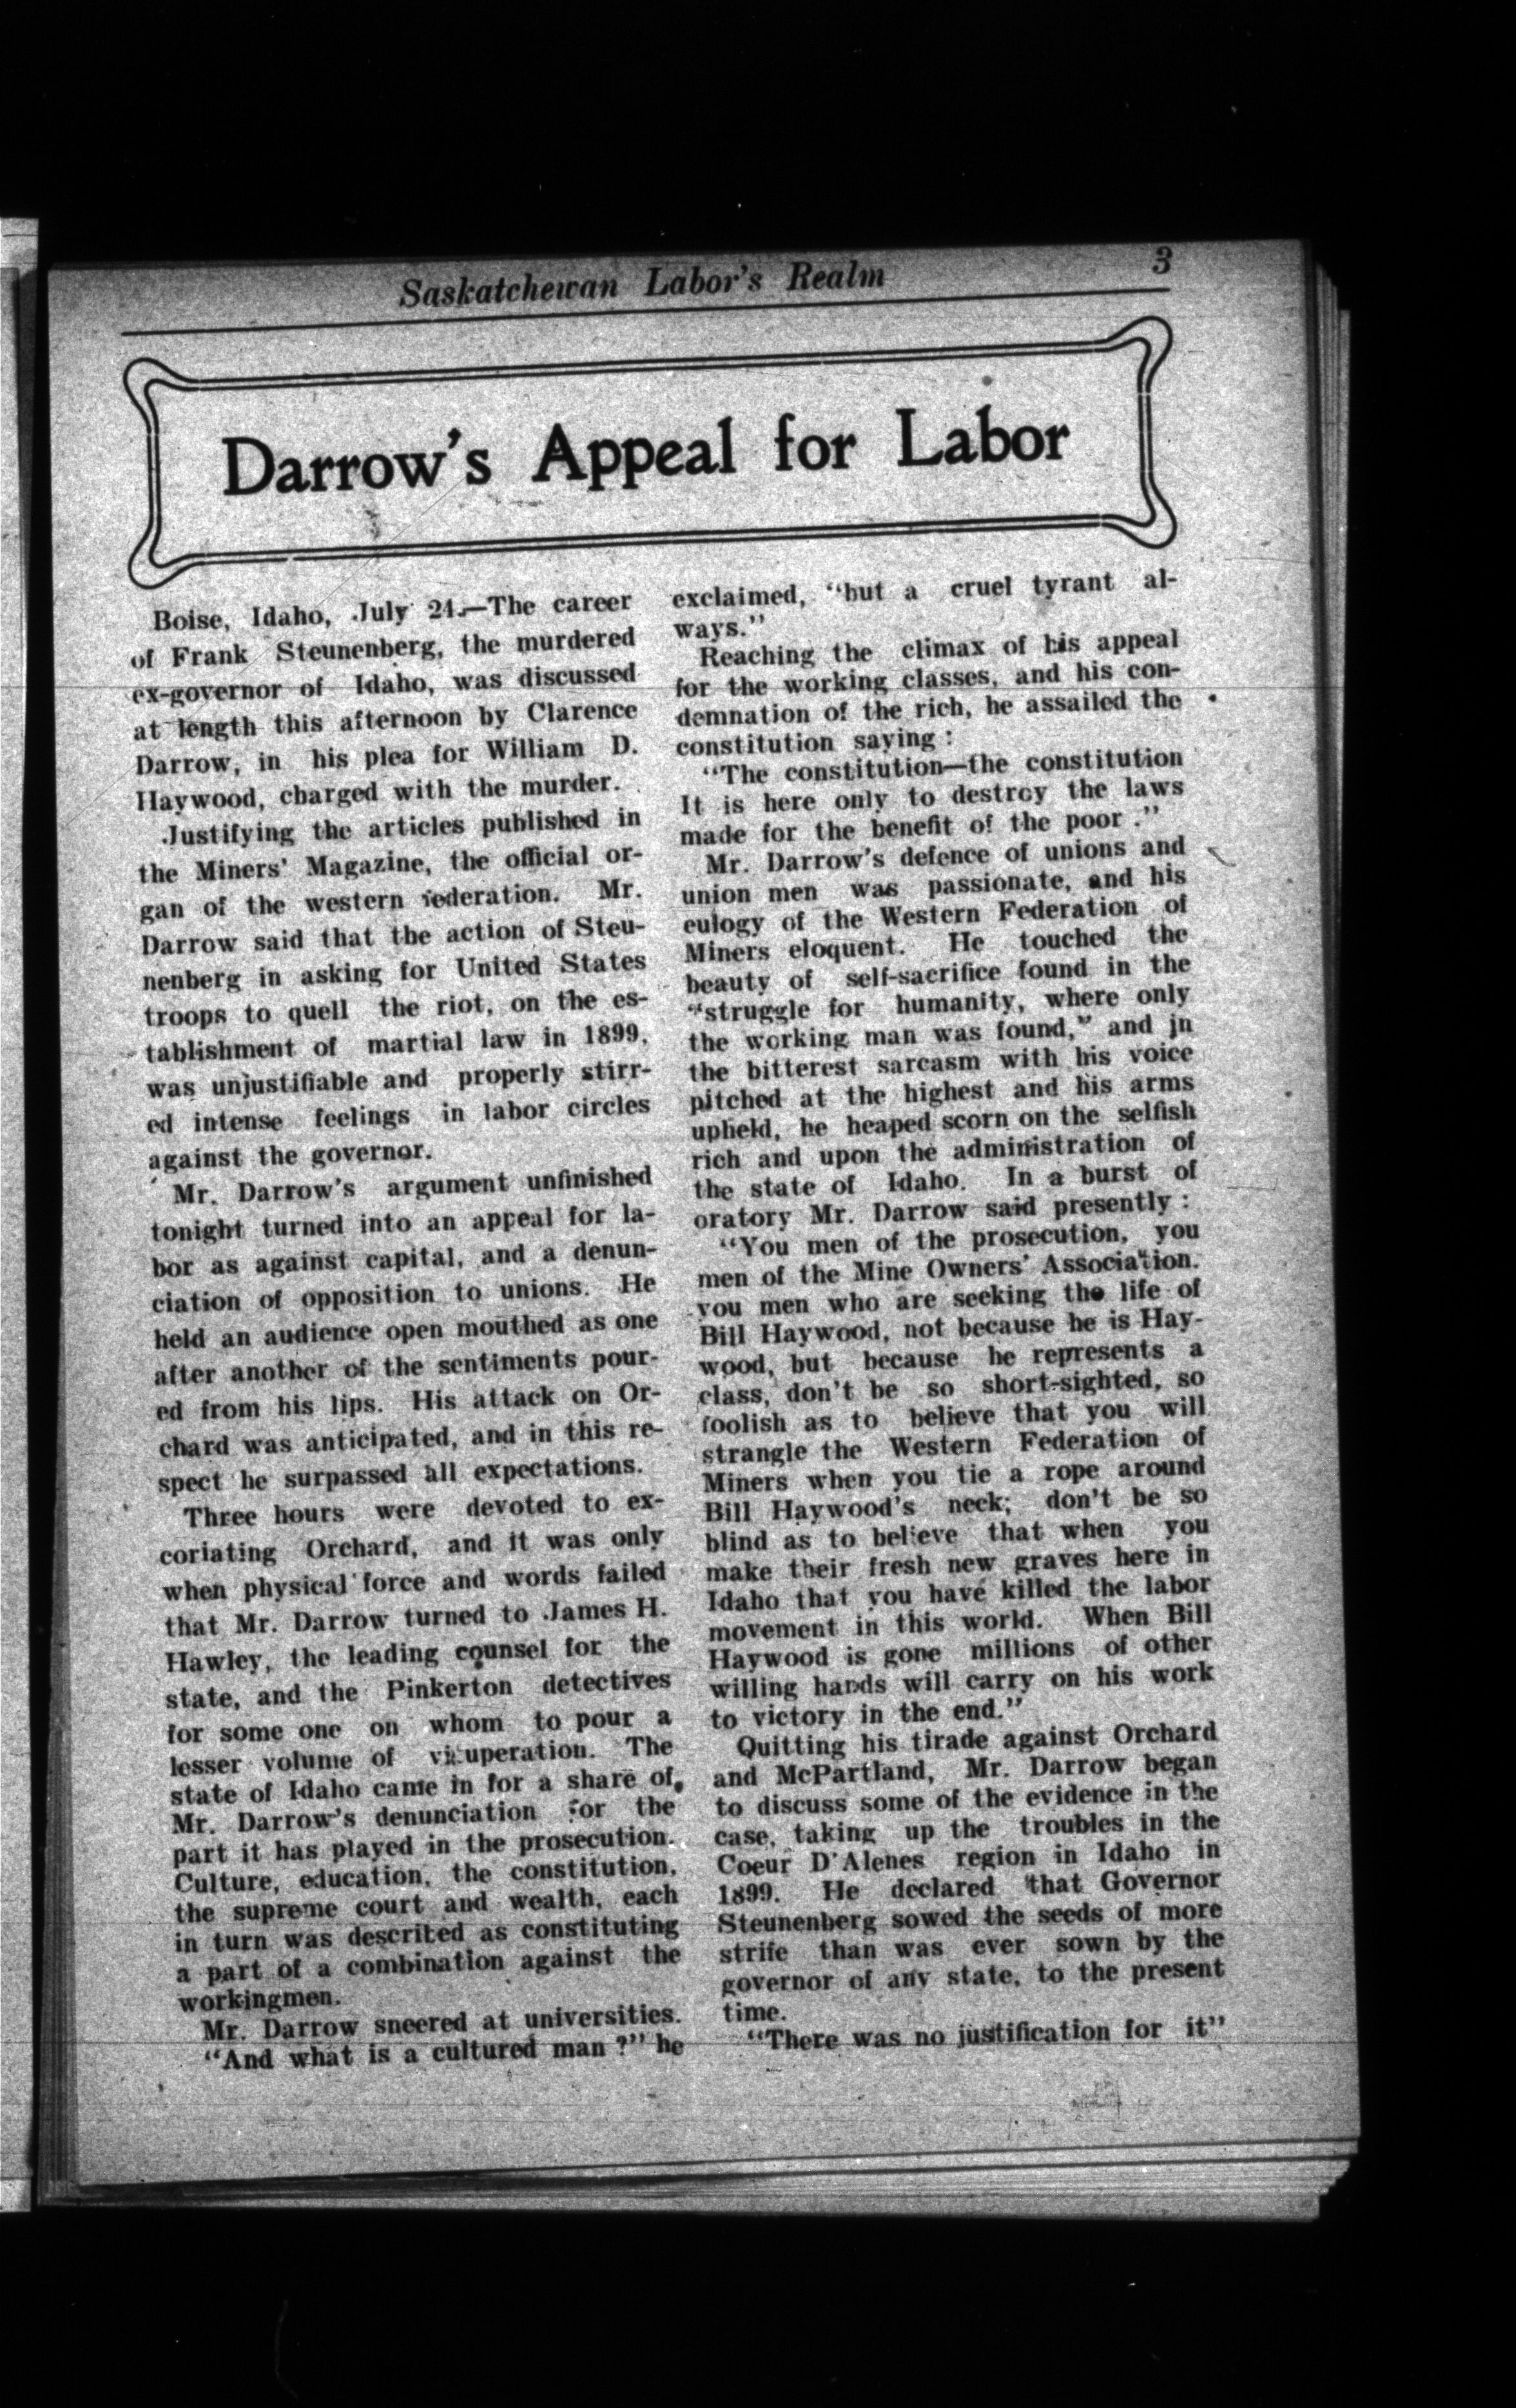 Saskatchewan Labor's Realm
3
Darrow's Appeal for Labor
Boise, Idaho, July 21.—The career
of Frank Steunenberg, the murdered
ex-governor of Idaho, was discussed
at length this afternoon by Clarence
Darrow, in his plea for William D.
Haywood, charged with the murder.
Justifying the articles published in
the Miners' Magazine, the official or-
gan of the western federation. Mr.
Darrow said that the action of Steu-
nenberg in asking for United States
troops to quell the riot, on the es-
tablishment of martial law in 1899,
was unjustifiable and properly stirr-
ed intense feelings in labor circles
against the governor.
Mr. Darrow's argument unfinished
tonight turned into an appeal for la-
bor as against capital, and a denun-
ciation of opposition to unions. He
held an audience open mouthed as one
after another of the sentiments pour-
ed from his lips. His attack on Or-
chard was anticipated, and in this re-
spect he surpassed all expectations.
Three hours were devoted to ex-
coriating Orchard, and it was only
when physical force and words failed
that Mr. Darrow turned to James H.
Hawley, the leading counsel for the
state, and the Pinkerton detectives
for some one on whom to pour a
lesser volume of vituperation. The
state of Idaho came in for a share of
Mr. Darrow's denunciation for the
part it has played in the prosecution.
Culture, education, the constitution,
the supreme court and wealth, each
in turn was described as constituting
a part of a combination against the
workingmen.
Mr. Darrow sneered at universities.
"And what is a cultured man ?" he
exclaimed, "but a cruel tyrant al-
ways."
Reaching the climax of his appeal
for the working classes, and his con-
demnation of the rich, he assailed the
constitution saying :
"The constitution—the constitution
It is here only to destroy the laws
made for the benefit of the poor ."
Mr. Darrow's defence of unions and
union men was passionate, and his
eulogy of the Western Federation of
Miners eloquent. He touched the
beauty of self-sacrifice found in the
"struggle for humanity, where only
the working man was found," and in
the bitterest sarcasm with his voice
pitched at the highest and his arms
upheld, he heaped scorn on the selfish
rich and upon the administration of
the state of Idaho. In a burst of
oratory Mr. Darrow said presently :
"You men of the prosecution, you
men of the Mine Owners' Association.
you men who are seeking the life of
Bill Haywood, not because he is Hay-
wood, but because he represents a
class, don't be so short-sighted, so
foolish as to believe that you will
strangle the Western Federation of
Miners when you tie a rope around
Bill Haywood's neck; don't be so
blind as to believe that when you
make their fresh new graves here in
Idaho that you have killed the labor
movement in this world. When Bill
Haywood is gone millions of other
willing hands will carry on his work
to victory in the end."
Quitting his tirade against Orchard
and McPartland, Mr. Darrow began
to discuss some of the evidence in the
case, taking up the troubles in the
Coeur D'Alenes region in Idaho in
1899. He declared that Governor
Steunenberg sowed the seeds of more
strife than was ever sown by the
governor of any state, to the present
time.
"There was no justification for it"